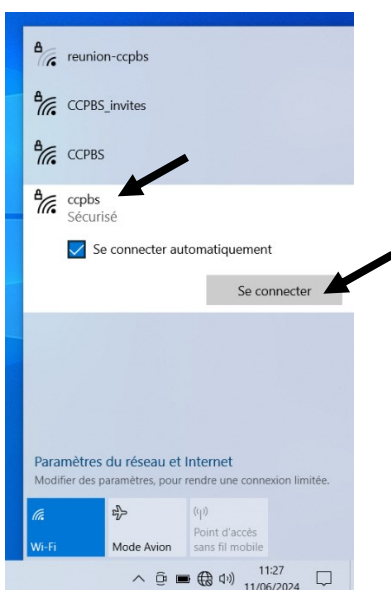 reunion-ccpbs
CCPBS_invites
CCPBS
ccpbs
Sécurisé
Se connecter automatiquement
Se connecter
Paramètres du réseau et Internet
Modifier des paramètres, pour rendre une connexion limitée.
Wi-Fi
Mode Avion
Point d'accès
sans fil mobile
11:27
11/06/2024